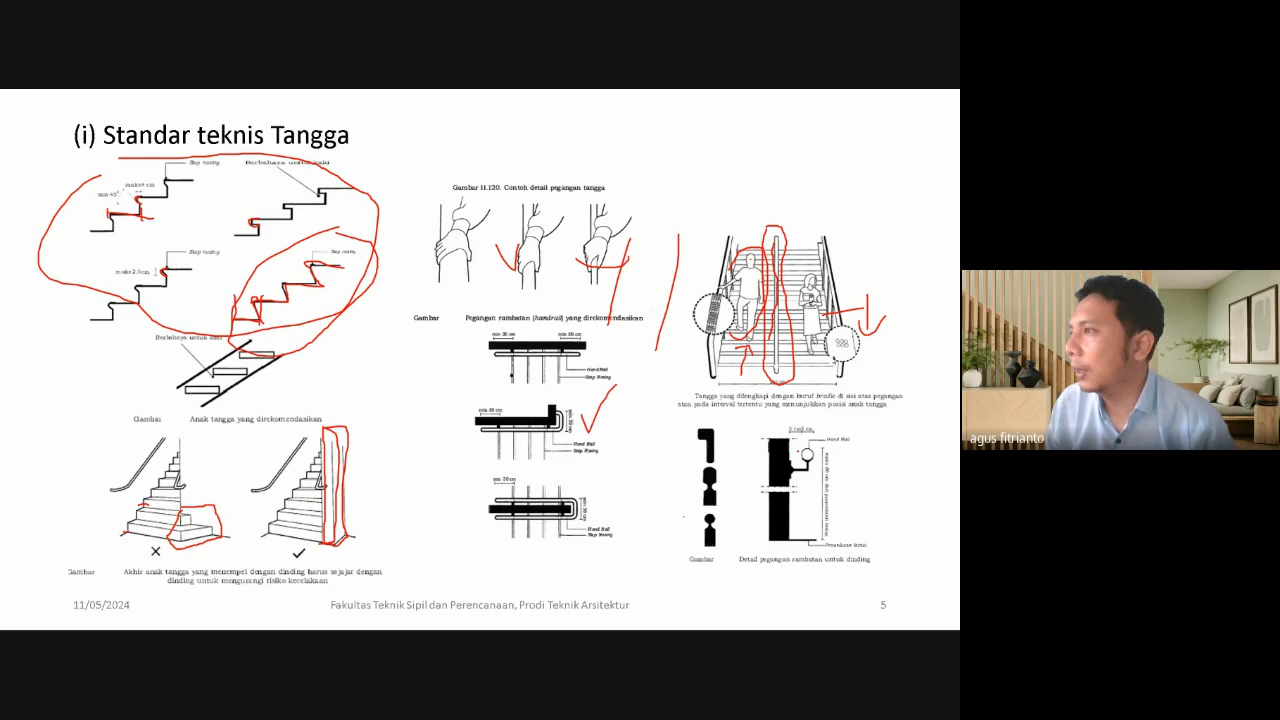 (i) Standar teknis Tangga
Step nosing
Berbahaya untuk kaki
maks4 cm
min 45°
Step nosing
Step nosing
maks 2.5cm
Berbahaya untuk kaki
Gambar Anak tangga yang direkomendasikan
Gambar Akhir anak tangga yang menempel dengan dinding harus sejajar dengan
dinding untuk mengurangi risiko kecelakaan
Gambar II.120. Contoh detail pegangan tangga
Gambar Pegangan rambatan (handrail) yang direkomendasikan
min 30 cm
min 30 cm
Hand Rail
Step Nosing
min 30 cm
Hand Rail
Step Nosing
min 30 cm
Hand Rail
Step Nosing
Tangga yang dilengkapi dengan huruf braille di sisi atas pegangan
atau pada interval tertentu yang menunjukkan posisi anak tangga.
Hand Rail
Gambar Detail pegangan rambatan untuk dinding
11/05/2024
Fakultas Teknik Sipil dan Perencanaan, Prodi Teknik Arsitektur
5
agus fitrianto